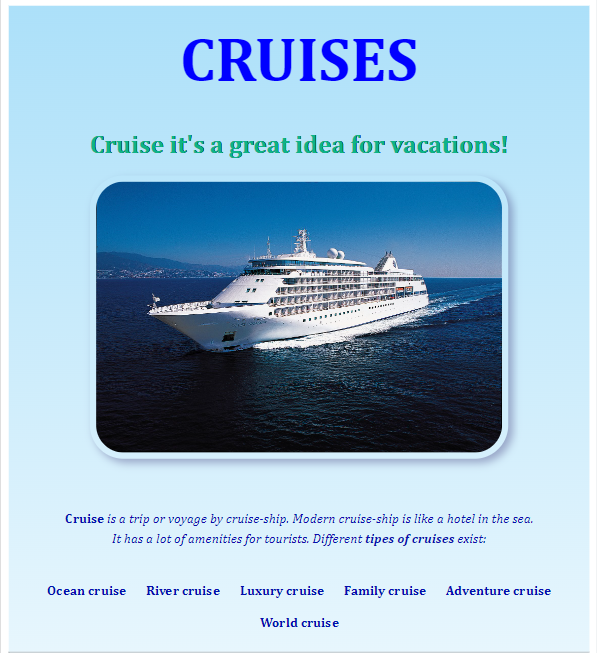 CRUISES
Cruise it's a great idea for vacations!
Cruise is a trip or voyage by cruise-ship. Modern cruise-ship is like a hotel in the sea.
It has a lot of amenities for tourists. Different tipes of cruises exist:
Ocean cruise River cruise Luxury cruise Family cruise Adventure cruise
World cruise